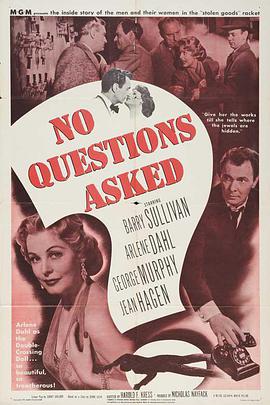 MGM presents the inside story of the men and their women in the "stolen goods" racket
"Give her the works
till she tells where
the jewels are
hidden."
NO
QUESTIONS
ASKED
STARRING
BARRY SULLIVAN
ARLENE DAHL
GEORGE MURPHY
JEAN HAGEN
Arlene
Dahl as
the
Double-
Crossing
Doll...
so
beautiful,
so
treacherous!
DIRECTED BY HAROLD F. KRESS
PRODUCED BY NICHOLAS NAYFACK